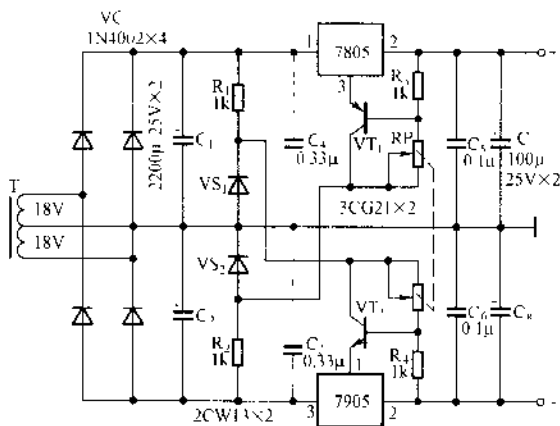 VC
1N4002×4
1
7805
2
3
R₁
1k
2200μ 25V×2
C₁
C₄
0.33μ
VT₁
R₃
1k
RP
C₅
0.1μ
C
100μ
25V×2
VS₁
3CG21×2
T
18V
18V
VS₂
R₂
1k
C₂
0.33μ
VT
1
R₄
1k
C₆
0.1μ
C₈
2CW13×2
3
7905
2